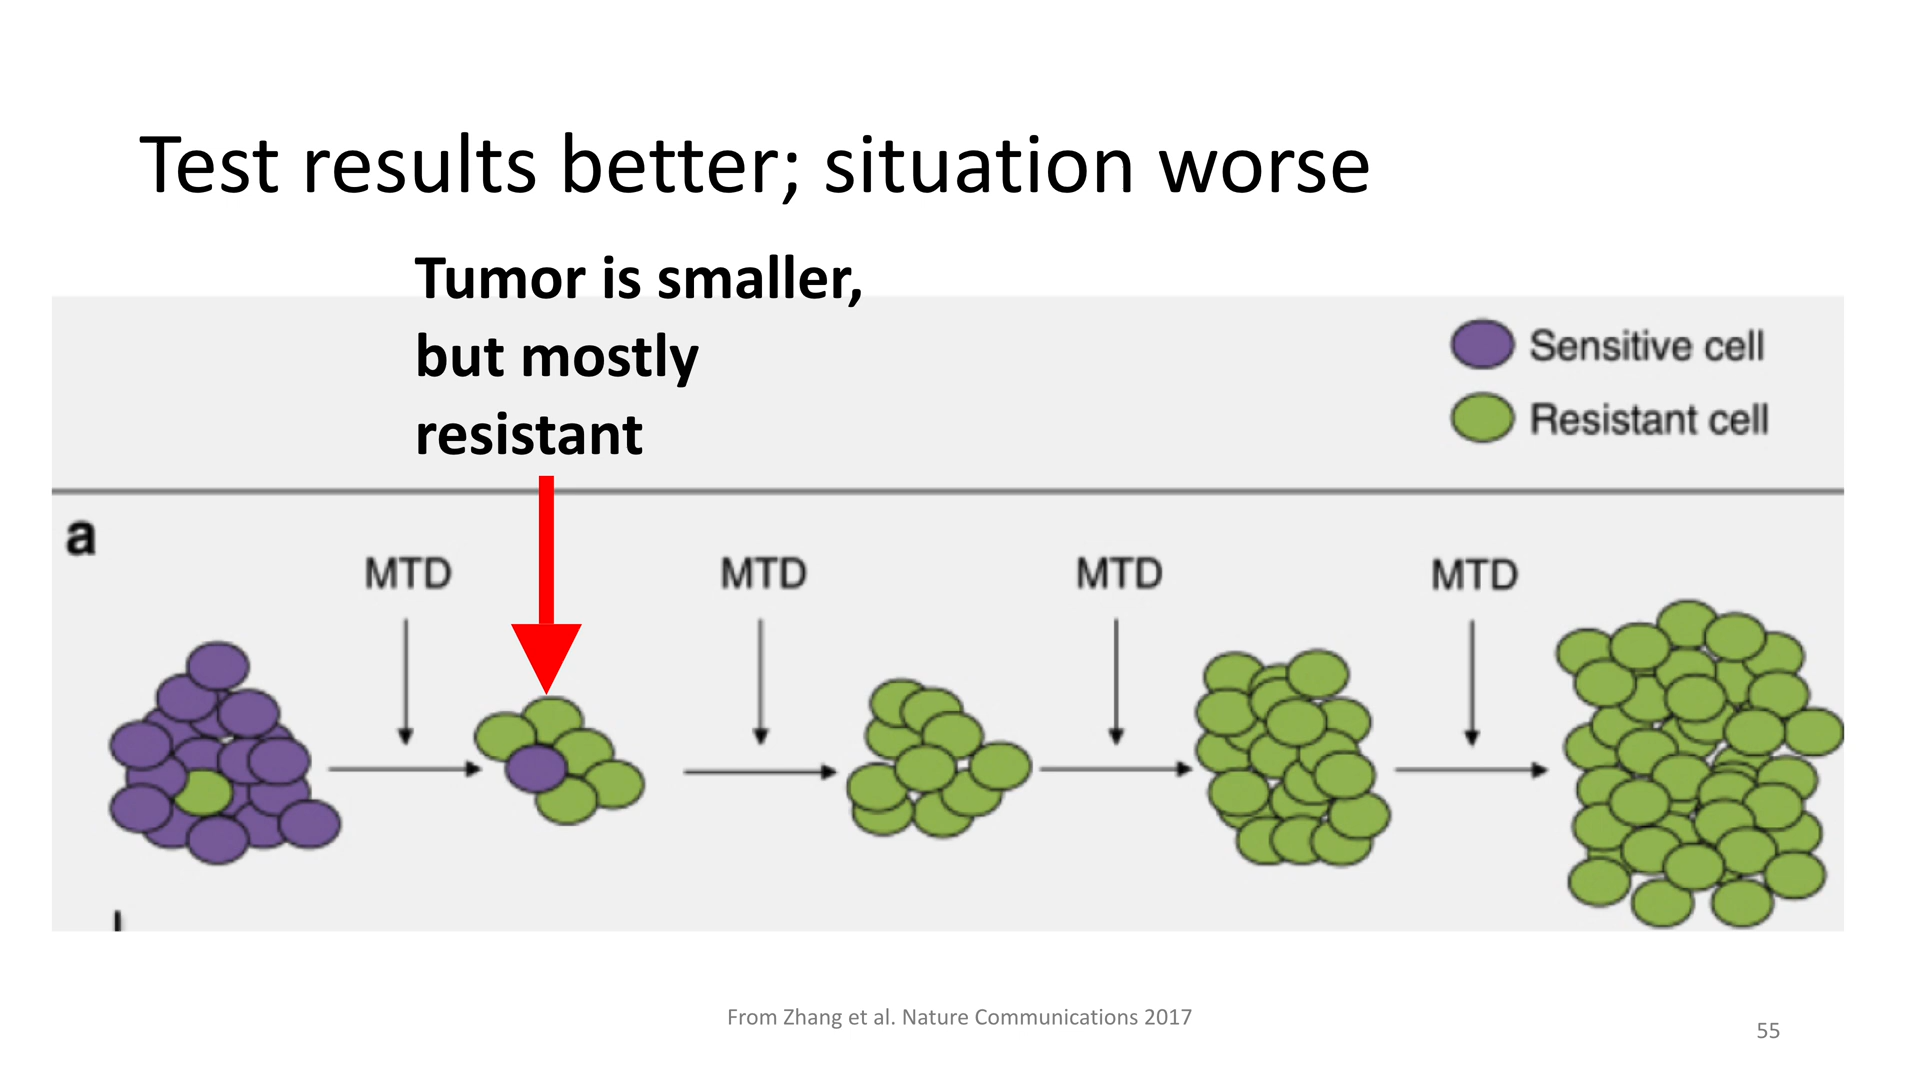 Test results better; situation worse
Tumor is smaller,
but mostly
resistant
Sensitive cell
Resistant cell
a
MTD
MTD
MTD
MTD
From Zhang et al. Nature Communications 2017
55